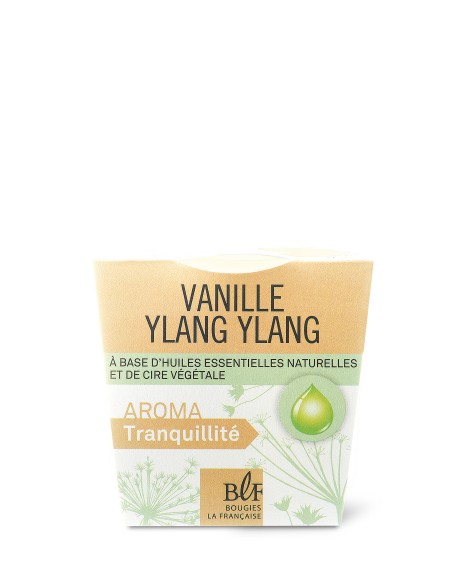 VANILLE
YLANG YLANG
À BASE D'HUILES ESSENTIELLES NATURELLES
ET DE CIRE VÉGÉTALE
AROMA
Tranquillité
BLF
BOUGIES
LA FRANÇAISE